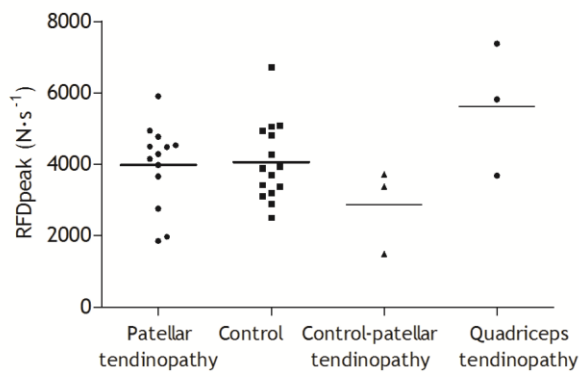 8000
6000
4000
2000
0
RFDpeak (N·s⁻¹)
Patellar tendinopathy
Control
Control-patellar tendinopathy
Quadriceps tendinopathy